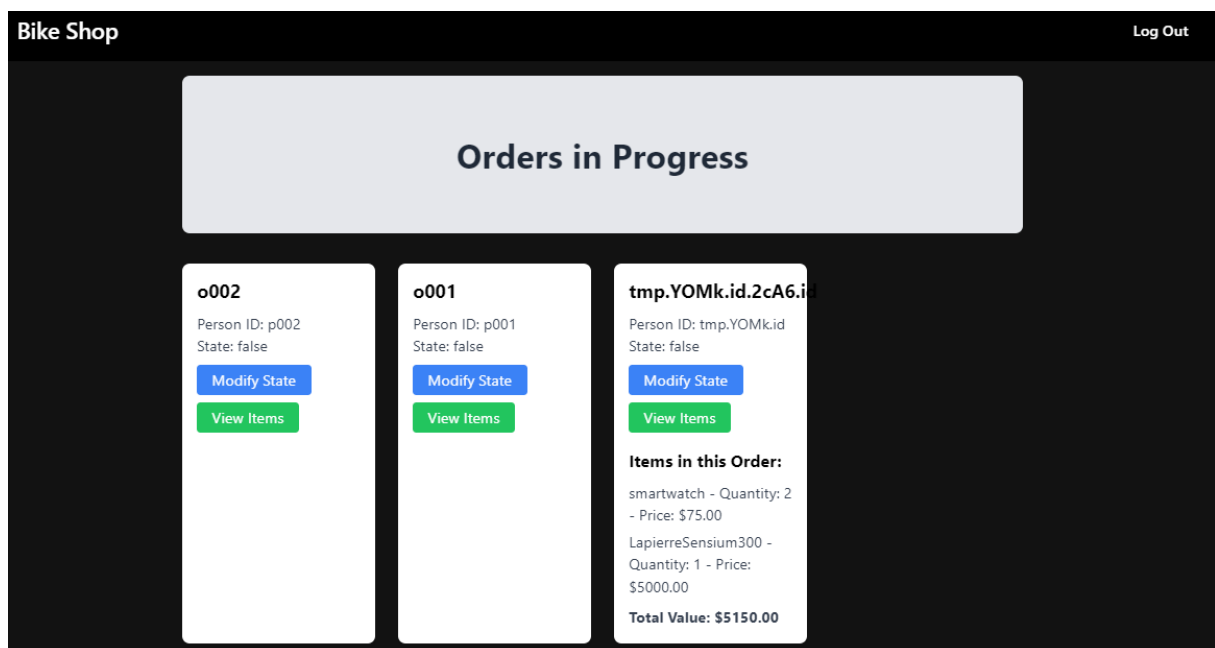 Bike Shop
Log Out
Orders in Progress
o002
Person ID: p002
State: false
Modify State
View Items
o001
Person ID: p001
State: false
Modify State
View Items
tmp.YOMk.id.2cA6.id
Person ID: tmp.YOMk.id
State: false
Modify State
View Items
Items in this Order:
smartwatch - Quantity: 2
- Price: $75.00
LapierreSensium300 -
Quantity: 1 - Price:
$5000.00
Total Value: $5150.00